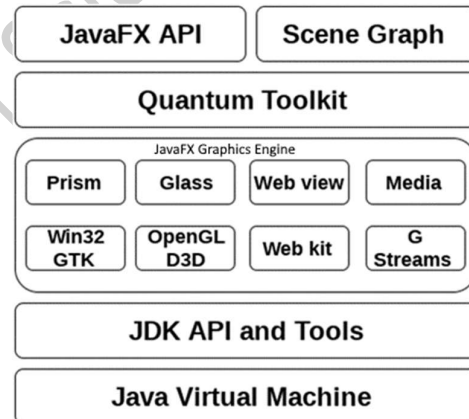 JavaFX API
Scene Graph
Quantum Toolkit
JavaFX Graphics Engine
Prism
Glass
Web view
Media
Win32
GTK
OpenGL
D3D
Web kit
G
Streams
JDK API and Tools
Java Virtual Machine